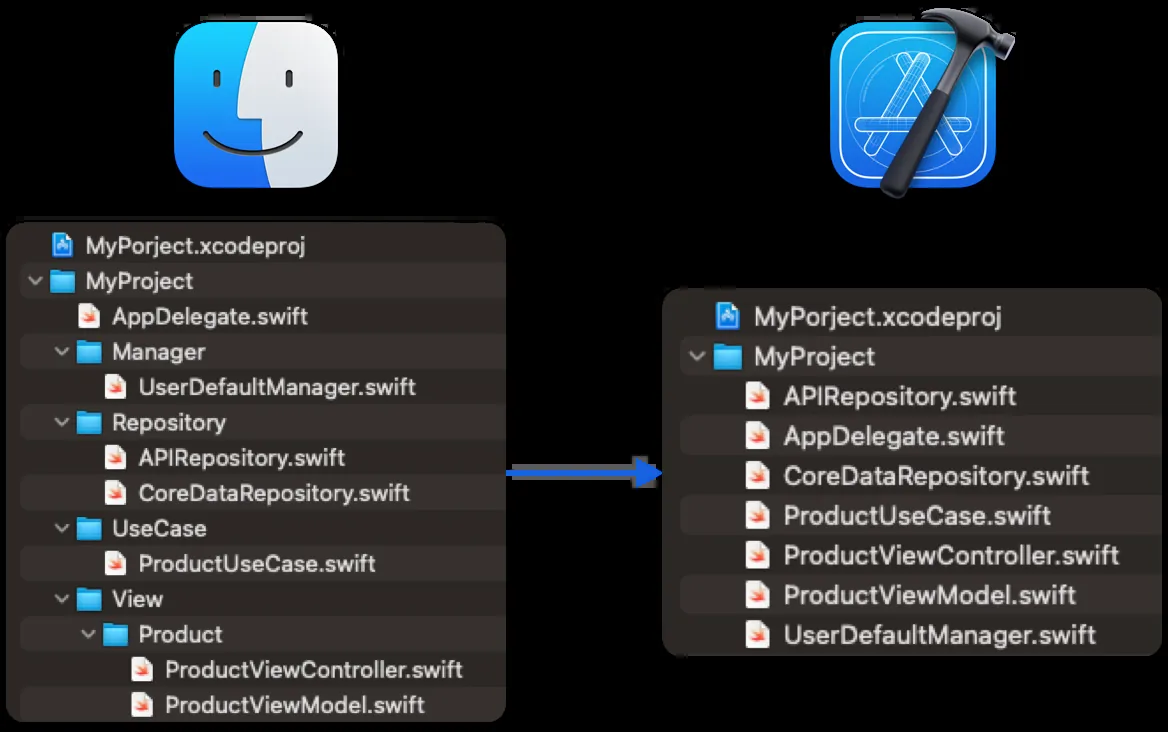 MyPorject.xcodeproj
MyProject
AppDelegate.swift
Manager
UserDefaultManager.swift
Repository
APIRepository.swift
CoreDataRepository.swift
UseCase
ProductUseCase.swift
View
Product
ProductViewController.swift
ProductViewModel.swift
MyPorject.xcodeproj
MyProject
APIRepository.swift
AppDelegate.swift
CoreDataRepository.swift
ProductUseCase.swift
ProductViewController.swift
ProductViewModel.swift
UserDefaultManager.swift